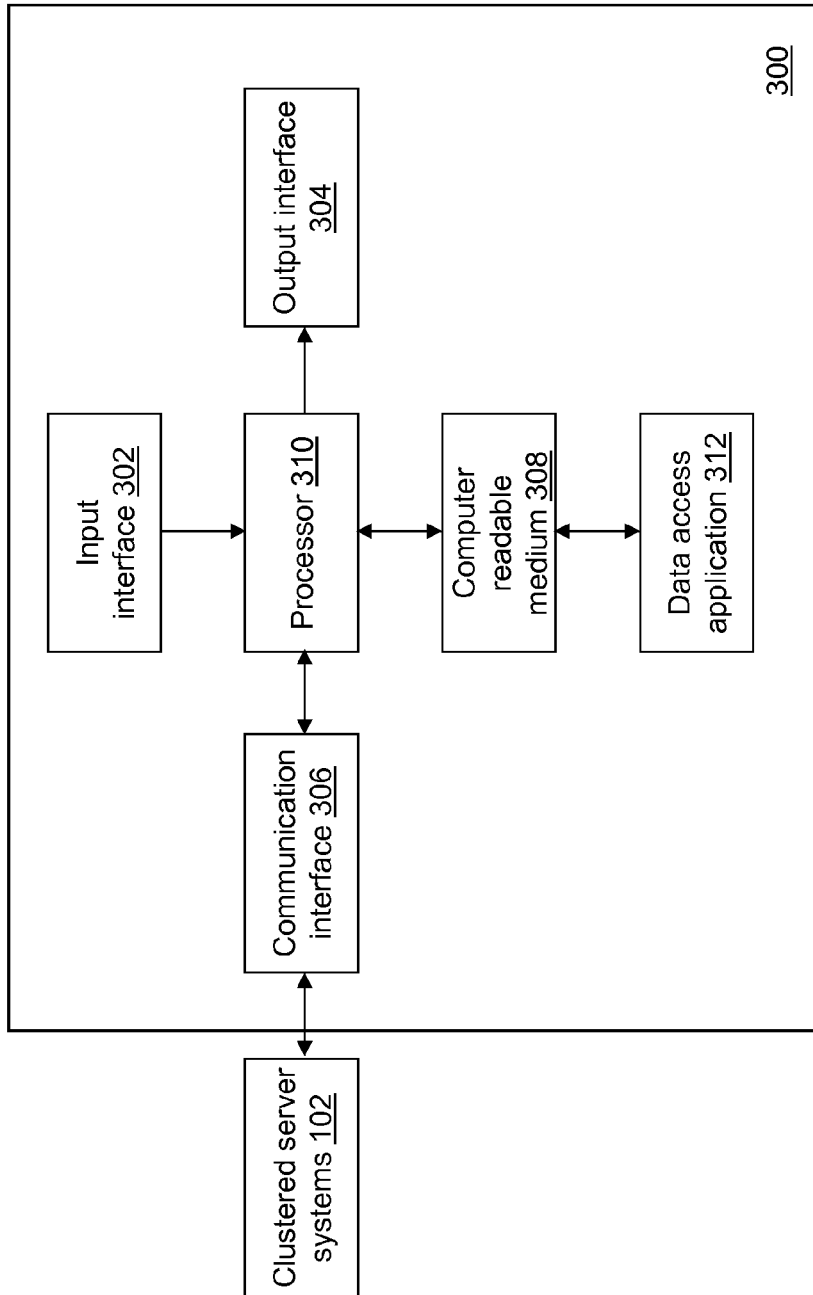 300
Input
interface 302
Clustered server
systems 102
Communication
interface 306
Processor 310
Output interface
304
Computer
readable
medium 308
Data access
application 312